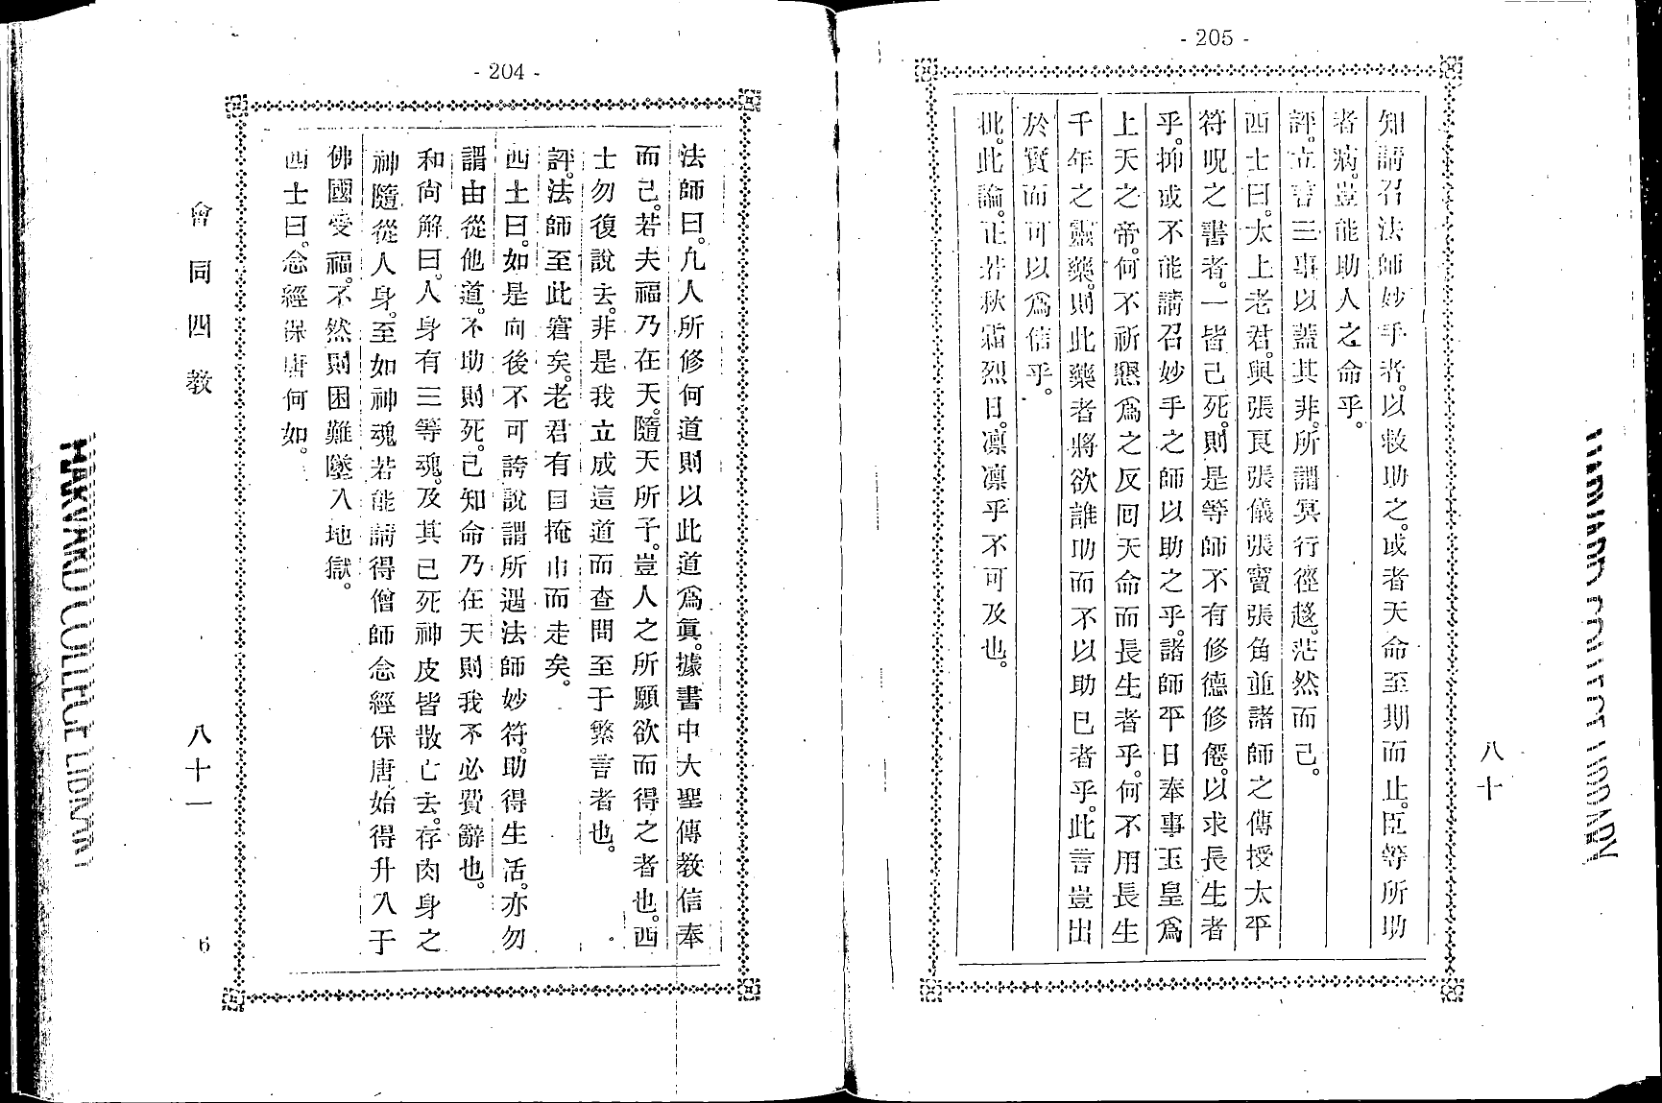 - 205 -
知請召法師妙手者。以救助之。或者天命至期而止。臣等所助
者病。豈能助人之命乎。
評。立言三事以蓋其非。所謂冥行徑趍。茫然而己。
西士曰。太上老君。與張良張儀張寶張角並諸師之傳授太平
符呪之書者。一皆己死。則是等師不有修德修僊。以求長生者
乎。抑或不能請召妙手之師以助之乎。諸師平日奉事玉皇爲
上天之帝。何不祈懇爲之反回天命而長生者乎。何不用長生
千年之靈藥。則此藥者將欲誰助而不以助已者乎。此言豈出
於實而可以爲信乎。
批。此論。正若秋霜烈日。凛凛乎不可及也。
八十
- 204 -
法師曰。凢人所修何道則以此道爲眞。據書中大聖傳教信奉
而己。若夫福乃在天。隨天所予。豈人之所願欲而得之者也。西
士勿復說去。非是我立成這道而查問至于繁言者也。
評。法師至此窘矣。老君有目掩巾而走矣。
西士曰。如是向後不可誇說謂所遇法師妙符。助得生活。亦勿
謂由從他道。不助則死。己知命乃在天則我不必費辭也。
和尙解曰。人身有三等魂。及其已死神皮皆散亡去。存肉身之
神隨從人身。至如神魂若能請得僧師念經保唐始得升入于
佛國受福。不然則困難墜入地獄。
西士曰。念經保唐何如。
會同四教
八十一
6
HARVARD COLLEGE LIBRARY
HARVARD COLLEGE LIBRARY